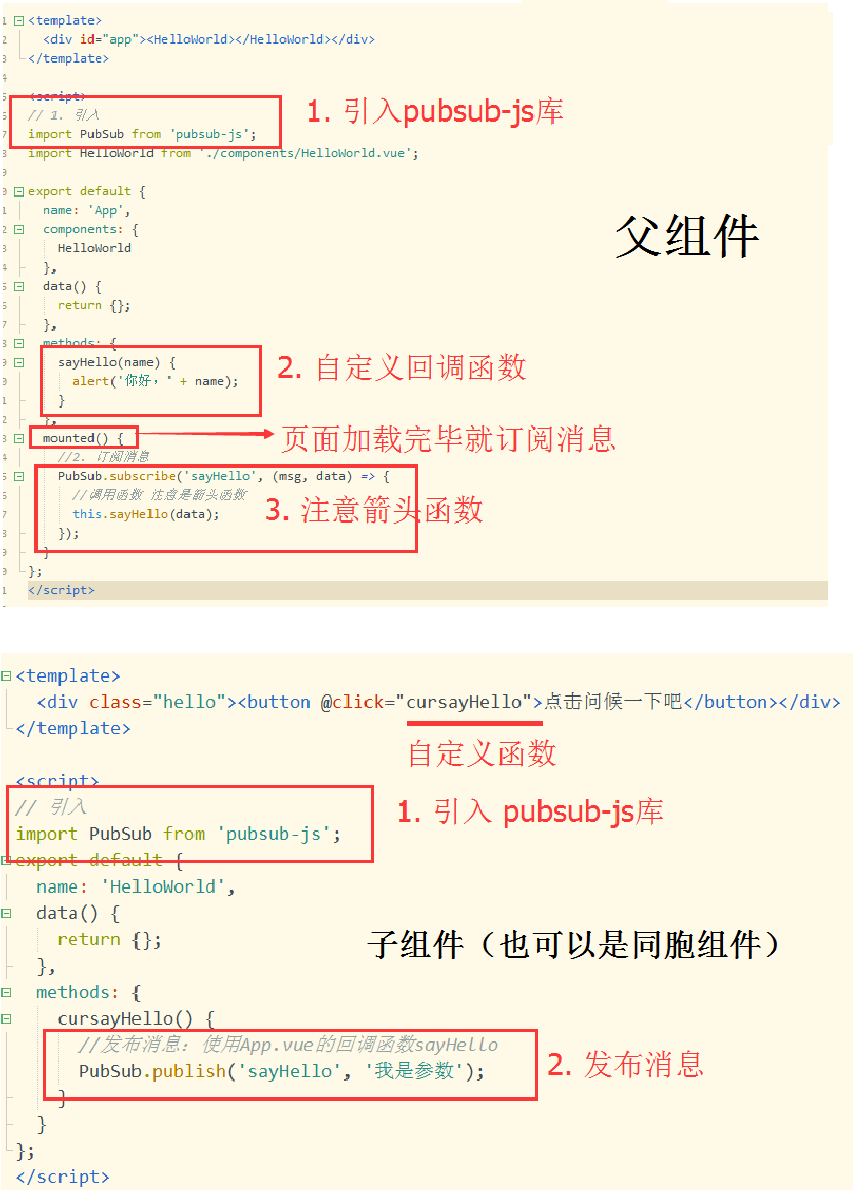 <template>
<div id="app"><HelloWorld></HelloWorld></div>
</template>
<script>
// 1. 引入
import PubSub from 'pubsub-js';
1. 引入pubsub-js库
import HelloWorld from './components/HelloWorld.vue';
export default {
name: 'App',
components: {
HelloWorld
},
父组件
data() {
return {};
},
methods: {
sayHello(name) {
alert('你好，' + name);
}
2. 自定义回调函数
},
mounted() {
页面加载完毕就订阅消息
//2. 订阅消息
PubSub.subscribe('sayHello', (msg, data) => {
//调用函数 注意是箭头函数
this.sayHello(data);
3. 注意箭头函数
});
}
};
</script>
<template>
<div class="hello"><button @click="cursayHello">点击问候一下吧</button></div>
</template>
自定义函数
<script>
// 引入
import PubSub from 'pubsub-js';
1. 引入 pubsub-js库
export default {
name: 'HelloWorld',
data() {
return {};
},
子组件（也可以是同胞组件）
methods: {
cursayHello() {
//发布消息：使用App.vue的回调函数sayHello
PubSub.publish('sayHello', '我是参数');
2. 发布消息
}
}
};
</script>